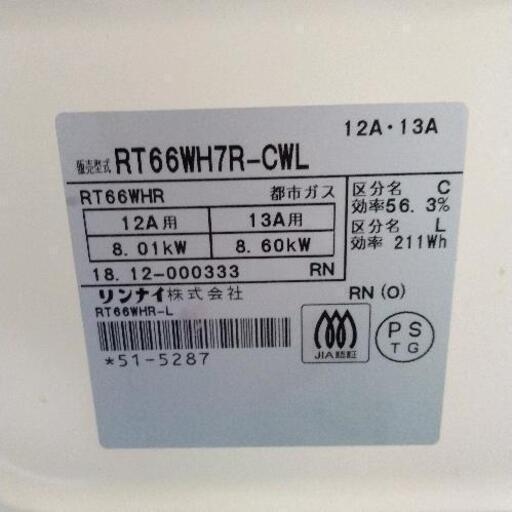 12A・13A
販売型式 RT66WH7R-CWL
RT66WHR 都市ガス
12A用 13A用
8.01kW 8.60kW
18.12-000333 RN
区分名 C
効率56.3%
区分名 L
効率 211Wh
リンナイ株式会社
RN(O)
RT66WHR-L
*51-5287
JIA認証
PS
TG